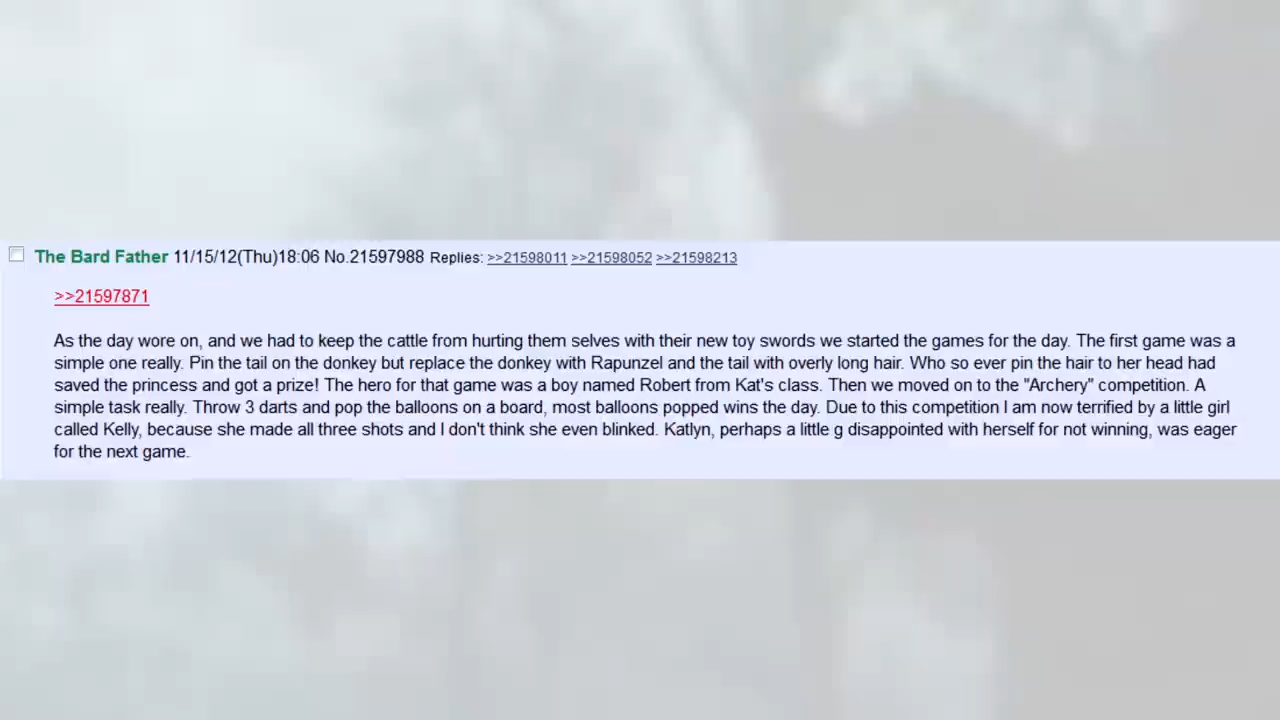 The Bard Father 11/15/12(Thu)18:06 No.21597988 Replies: >>21598011 >>21598052 >>21598213
>>21597871
As the day wore on, and we had to keep the cattle from hurting them selves with their new toy swords we started the games for the day. The first game was a
simple one really. Pin the tail on the donkey but replace the donkey with Rapunzel and the tail with overly long hair. Who so ever pin the hair to her head had
saved the princess and got a prize! The hero for that game was a boy named Robert from Kat's class. Then we moved on to the "Archery" competition. A
simple task really. Throw 3 darts and pop the balloons on a board, most balloons popped wins the day. Due to this competition I am now terrified by a little girl
called Kelly, because she made all three shots and I don't think she even blinked. Katlyn, perhaps a little g disappointed with herself for not winning, was eager
for the next game.